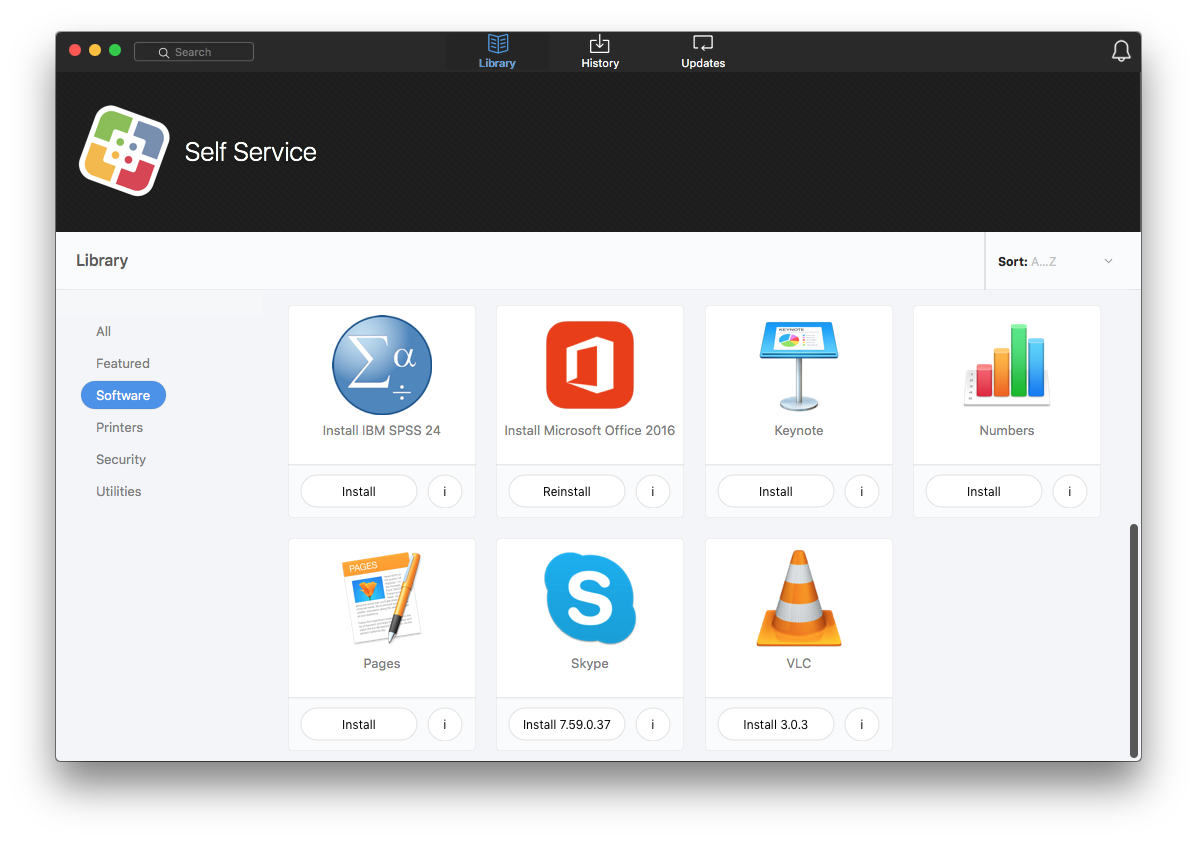 Search
Library
History
Updates
Self Service
Library
Sort: A...Z
All
Featured
Software
Printers
Security
Utilities
Σ α ÷
Install IBM SPSS 24
Install
i
Install Microsoft Office 2016
Reinstall
i
KEYNOTE
Keynote
Install
i
Numbers
Install
i
PAGES
Pages
Install
i
S
Skype
Install 7.59.0.37
i
VLC
Install 3.0.3
i